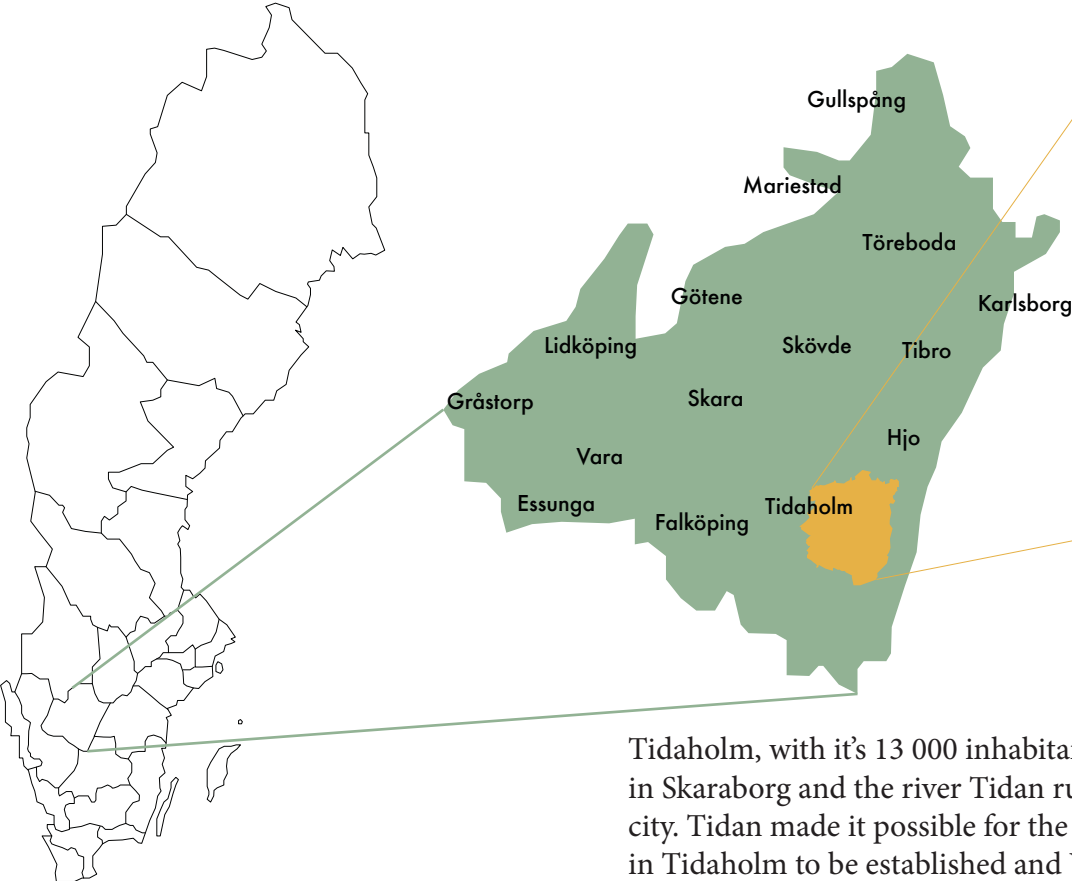 Gullspång
Mariestad
Töreboda
Götene
Karlsborg
Lidköping
Skövde
Tibro
Gråstorp
Skara
Hjo
Vara
Essunga
Tidaholm
Falköping
Tidaholm, with it's 13 000
in Skaraborg and the river Tidan
city. Tidan made it possible for the
in Tidaholm to be established and